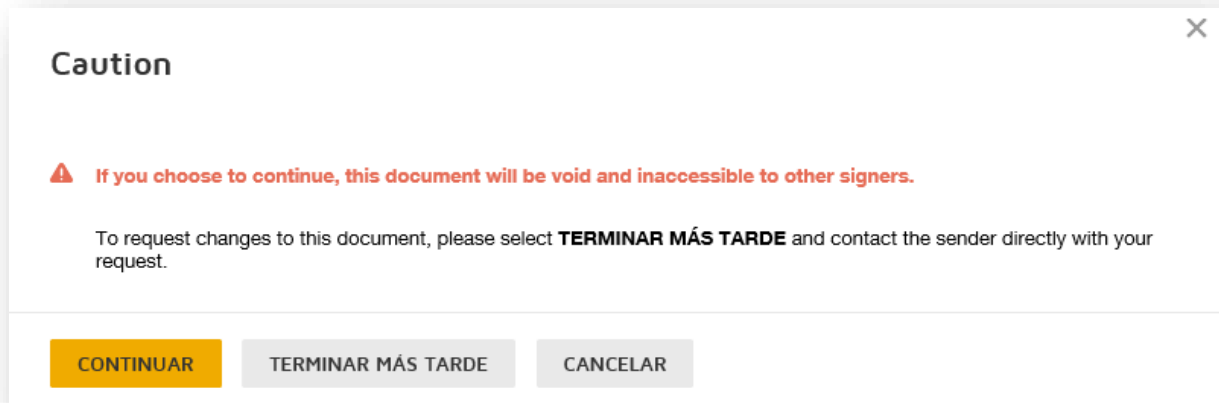 Caution
If you choose to continue, this document will be void and inaccessible to other signers.
To request changes to this document, please select TERMINAR MÁS TARDE and contact the sender directly with your
request.
CONTINUAR TERMINAR MÁS TARDE CANCELAR